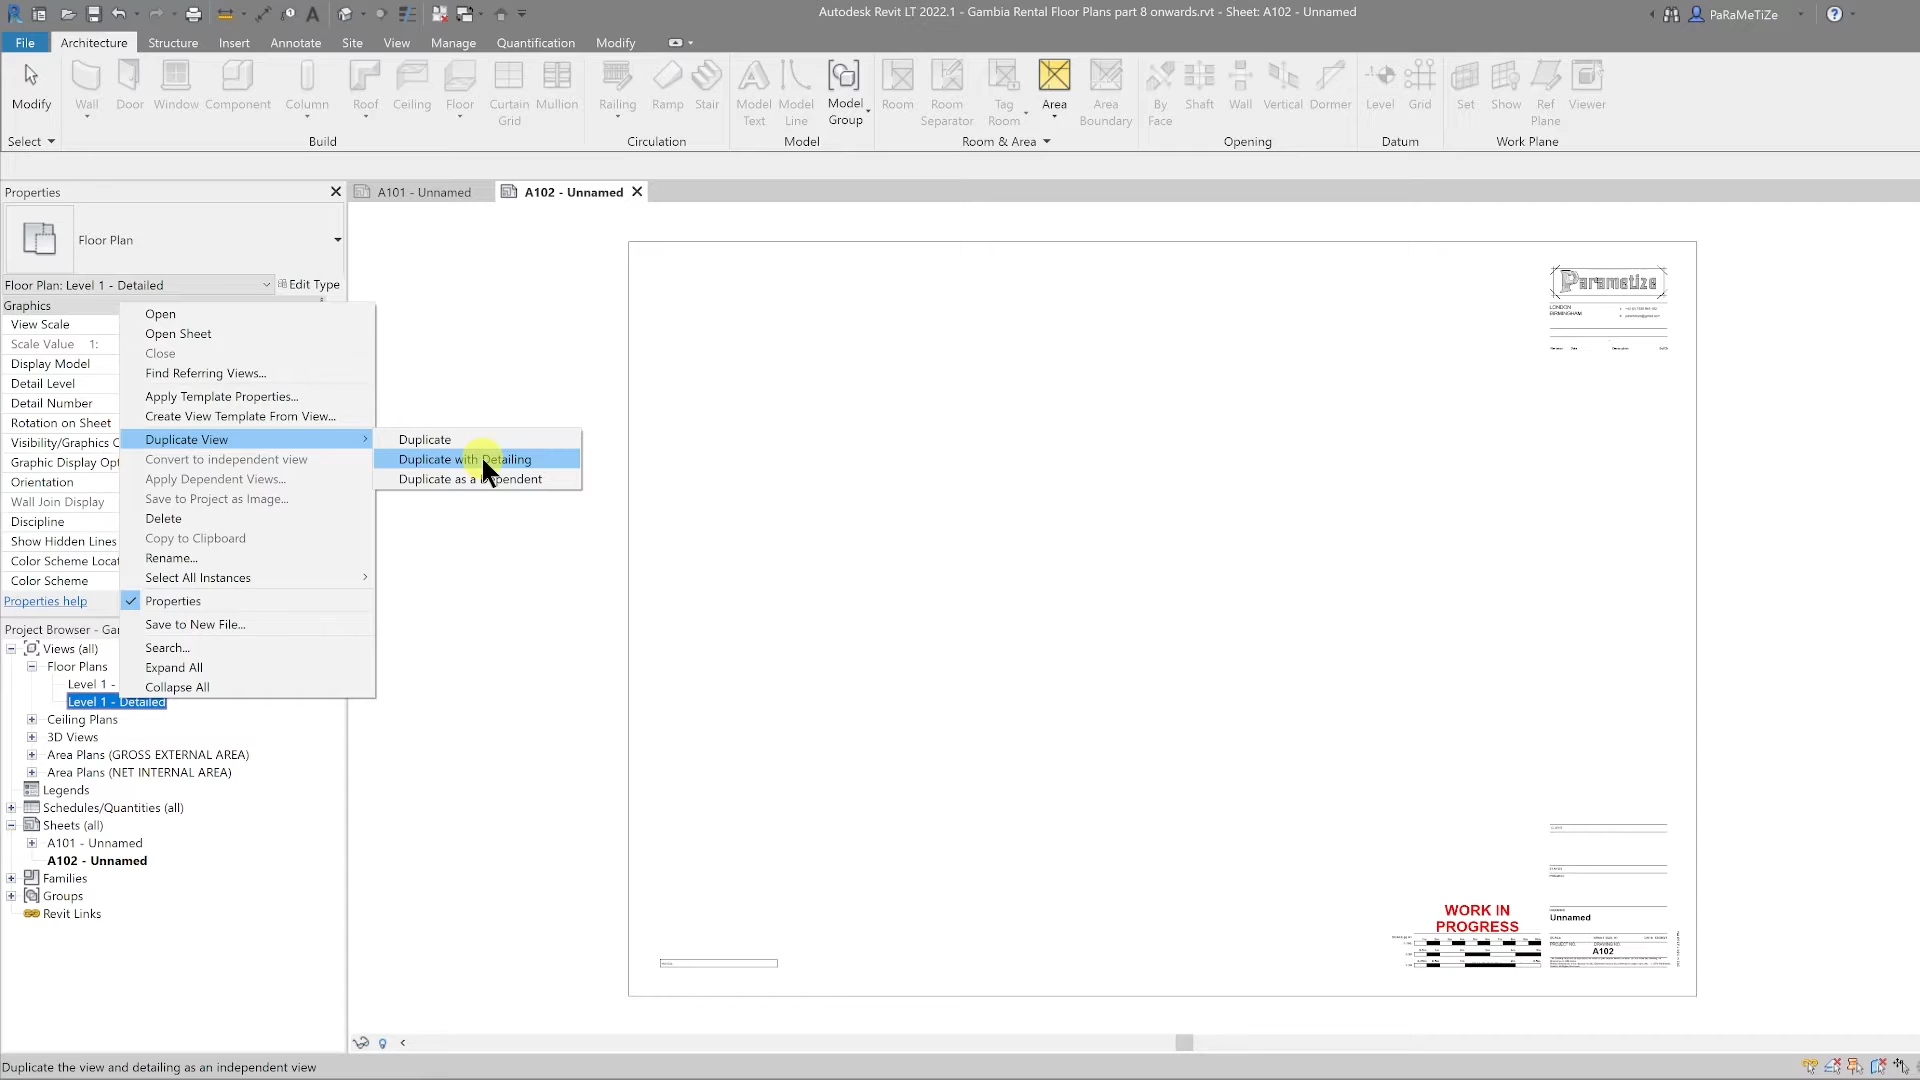 Autodesk Revit LT 2022.1 - Gambia Rental Floor Plans part 8 onwards.rvt - Sheet: A102 - Unnamed
PaRaMeTiZe
File Architecture Structure Insert Annotate Site View Manage Quantification Modify
Modify Wall Door Window Component Column Roof Ceiling Floor Curtain Grid Mullion Railing Ramp Stair Model Text Model Line Model Group Room Room Separator Tag Room Area Area Boundary By Face Shaft Wall Vertical Dormer Level Grid Set Show Ref Plane Viewer
Select Build Circulation Model Room & Area Opening Datum Work Plane
Properties
A101 - Unnamed
A102 - Unnamed
Floor Plan
Floor Plan: Level 1 - Detailed
Edit Type
Graphics
View Scale
Scale Value 1:
Display Model
Detail Level
Detail Number
Rotation on Sheet
Visibility/Graphics
Graphic Display
Orientation
Wall Join Display
Discipline
Show Hidden Lines
Color Scheme
Color Scheme
Properties help
Open
Open Sheet
Close
Find Referring Views...
Apply Template Properties...
Create View Template From View...
Duplicate View
Convert to independent view
Apply Dependent Views...
Save to Project as Image...
Delete
Copy to Clipboard
Rename...
Select All Instances
Properties
Save to New File...
Search...
Expand All
Collapse All
Duplicate
Duplicate with Detailing
Duplicate as a
Project Browser -
Views (all)
Floor Plans
Level 1 -
Level 1 - Detailed
Ceiling Plans
3D Views
Area Plans (GROSS EXTERNAL AREA)
Area Plans (NET INTERNAL AREA)
Legends
Schedules/Quantities (all)
Sheets (all)
A101 - Unnamed
A102 - Unnamed
Families
Groups
Revit Links
Parametize
LONDON
BIRMINGHAM
WORK IN
PROGRESS
Unnamed
A102
Duplicate the view and detailing as an independent view